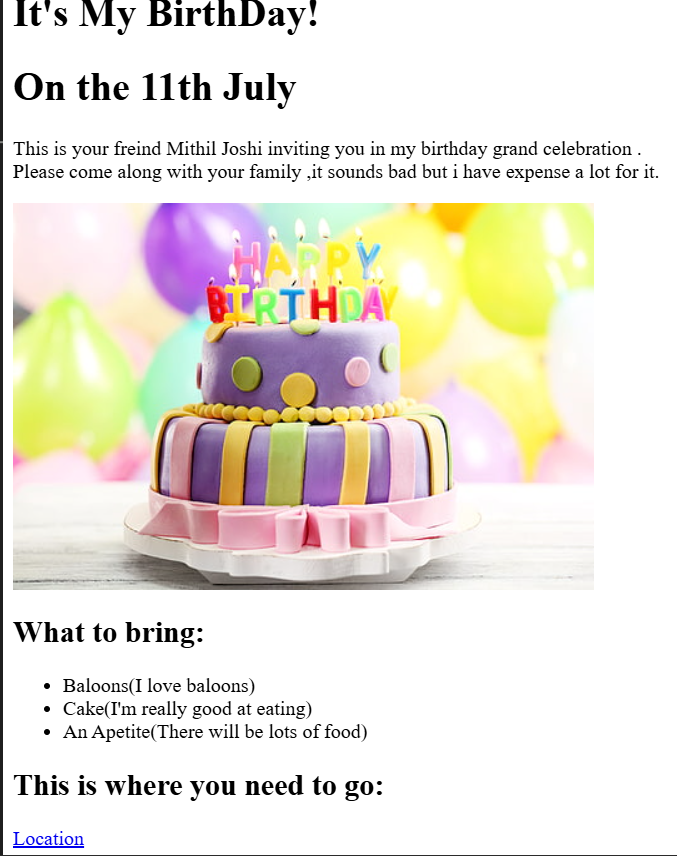 It's My BirthDay!
On the 11th July
This is your freind Mithil Joshi inviting you in my birthday grand celebration .
Please come along with your family ,it sounds bad but i have expense a lot for it.
HAPPY
BIRTHDAY
What to bring:
Baloons(I love baloons)
Cake(I'm really good at eating)
An Apetite(There will be lots of food)
This is where you need to go:
Location